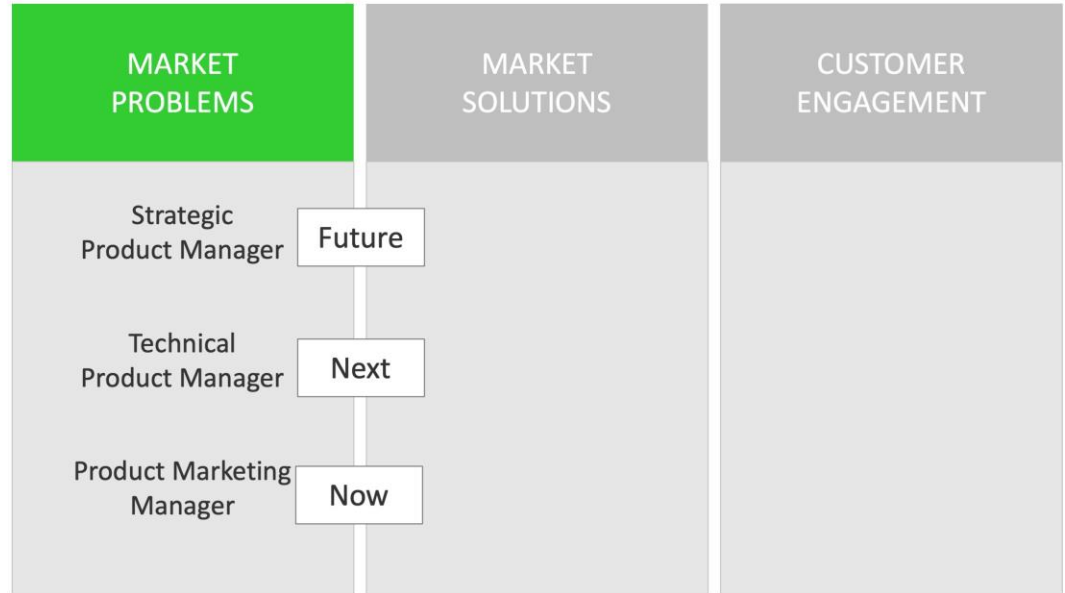 MARKET
PROBLEMS
MARKET
SOLUTIONS
CUSTOMER
ENGAGEMENT
Strategic
Product Manager
Future
Technical
Product Manager
Next
Product Marketing
Manager
Now